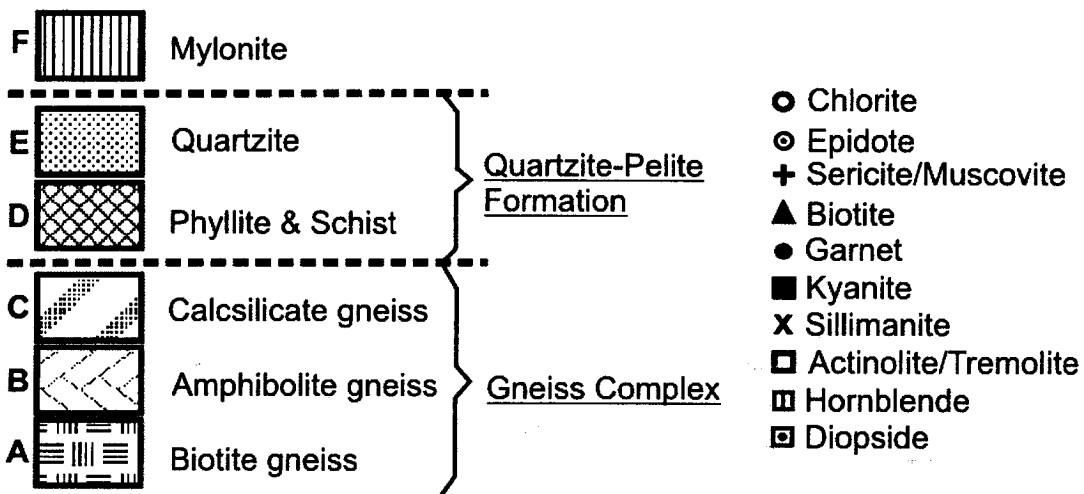 F Mylonite
E Quartzite
D Phyllite & Schist
Quartzite-Pelite
Formation
C Calcsilicate gneiss
B Amphibolite gneiss
A Biotite gneiss
Gneiss Complex
Chlorite
Epidote
Sericite/Muscovite
Biotite
Garnet
Kyanite
Sillimanite
Actinolite/Tremolite
Hornblende
Diopside